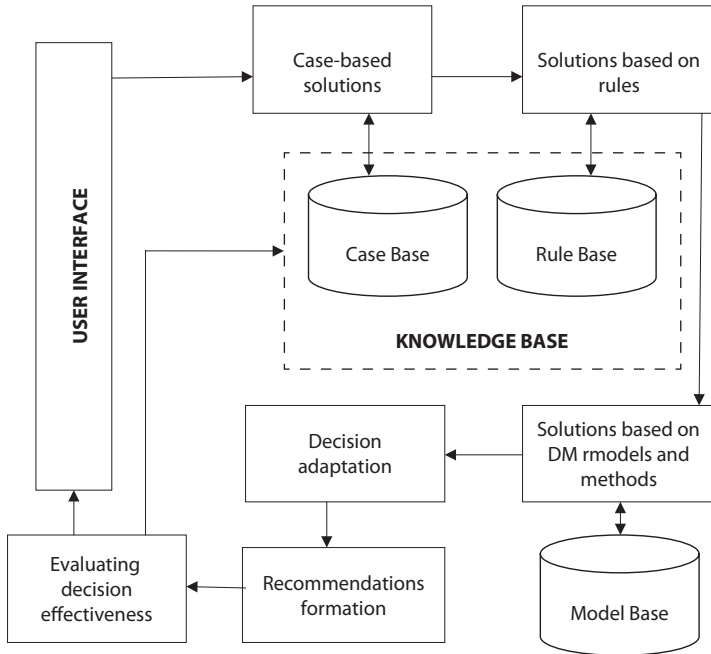 USER INTERFACE
Case-based
solutions
Solutions based on
rules
Case Base
Rule Base
KNOWLEDGE BASE
Decision
adaptation
Solutions based on
DM rmodels and
methods
Evaluating
decision
effectiveness
Recommendations
formation
Model Base